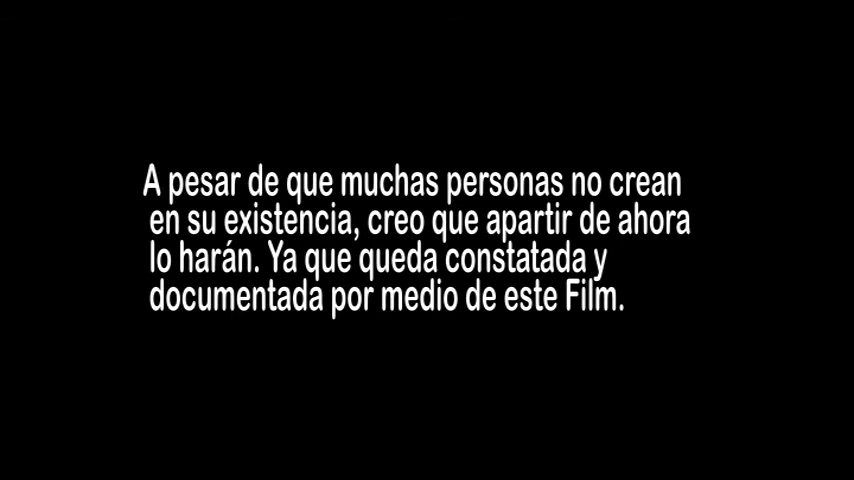 A pesar de que muchas personas no crean
en su existencia, creo que apartir de ahora
lo harán. Ya que queda constatada y
documentada por medio de este Film.